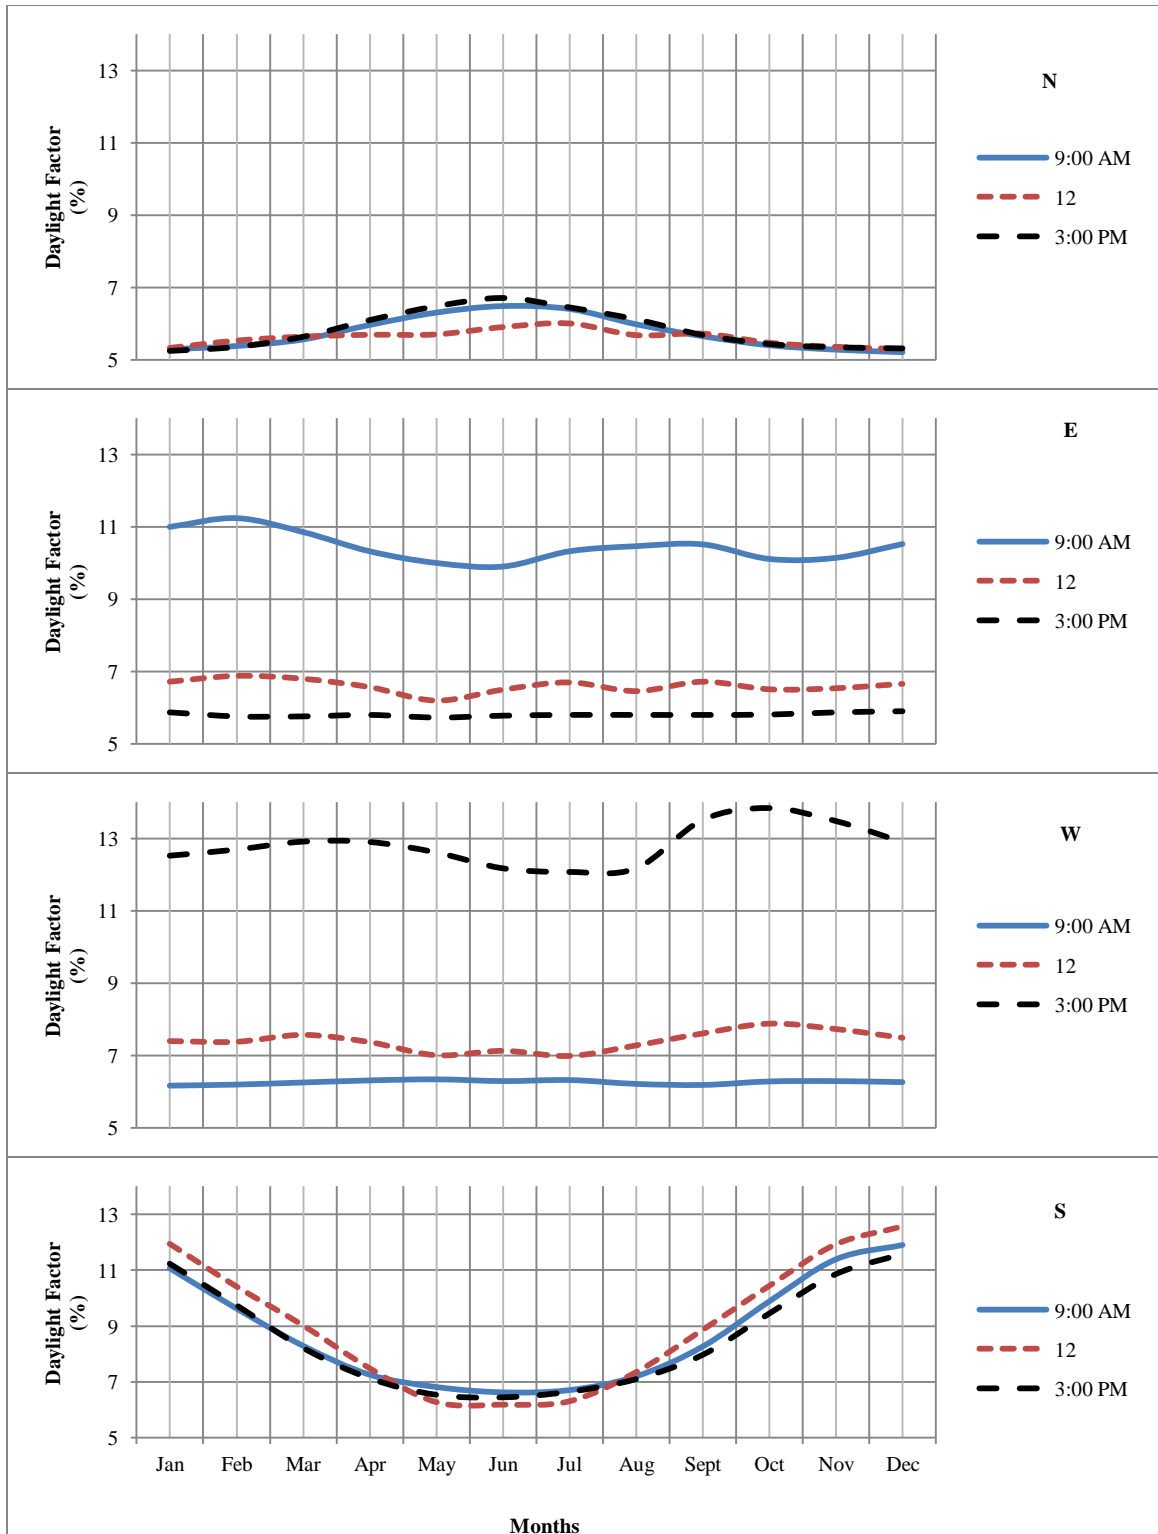 N
13
11
9
7
5
Daylight Factor
(%)
9:00 AM
12
3:00 PM
E
13
11
9
7
5
Daylight Factor
(%)
9:00 AM
12
3:00 PM
W
13
11
9
7
5
Daylight Factor
(%)
9:00 AM
12
3:00 PM
S
13
11
9
7
5
Daylight Factor
(%)
9:00 AM
12
3:00 PM
Jan Feb Mar Apr May Jun Jul Aug Sept Oct Nov Dec
Months